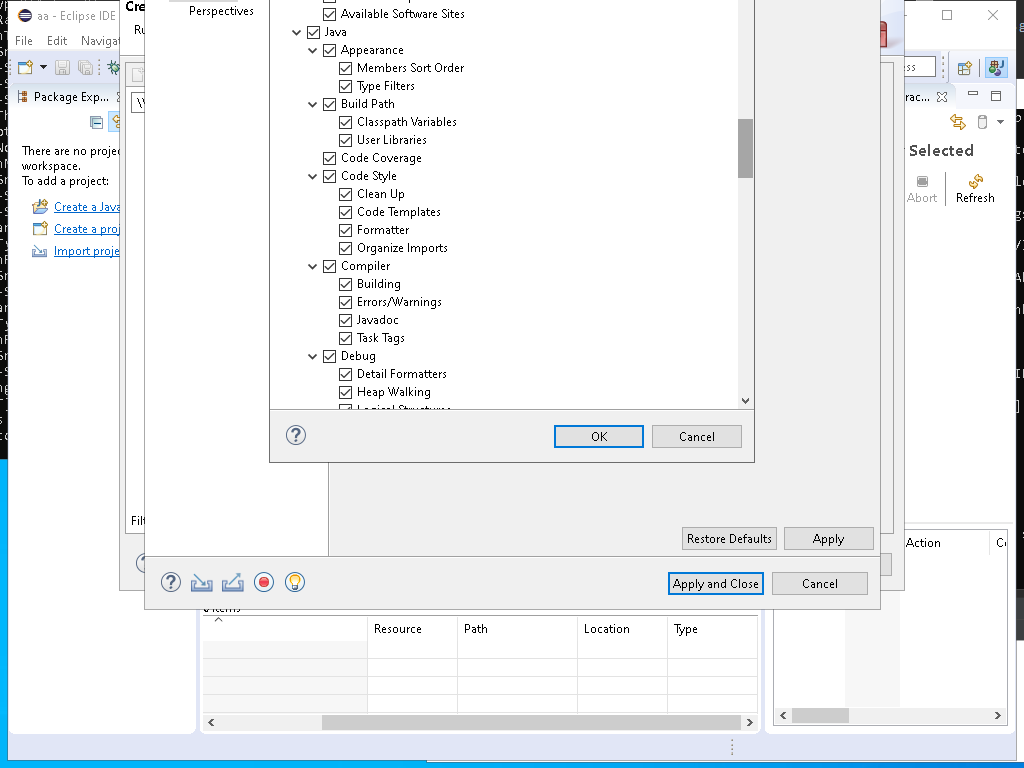 aa - Eclipse IDE
Cre
Perspectives
Available Software Sites
File Edit Navigat
Ru
Java
Appearance
Members Sort Order
Type Filters
Package Exp...
Build Path
Classpath Variables
User Libraries
Code Coverage
Code Style
Clean Up
Code Templates
Formatter
Organize Imports
Compiler
Building
Errors/Warnings
Javadoc
Task Tags
Debug
Detail Formatters
Heap Walking
Logical Structures
There are no projec
workspace.
To add a project:
Create a Java
Create a proj
Import proje
Selected
Abort Refresh
OK Cancel
Filt
Restore Defaults Apply
Action
Apply and Close Cancel
Items
Resource Path Location Type